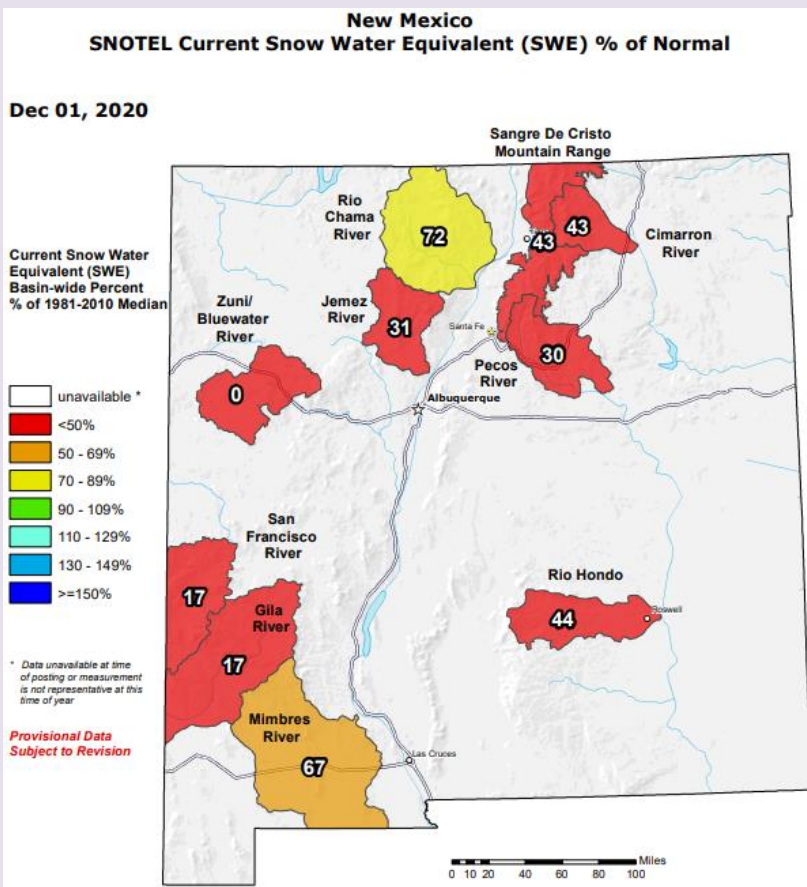 New Mexico
SNOTEL Current Snow Water Equivalent (SWE) % of Normal
Dec 01, 2020
Sangre De Cristo
Mountain Range
Rio
Chama
River
72
43
43
Cimarron
River
Current Snow Water
Equivalent (SWE)
Basin-wide Percent
% of 1981-2010 Median
Zuni/
Bluewater
River
Jemez
River
31
Santa Fe
30
Pecos
River
0
Albuquerque
unavailable *
<50%
50 - 69%
70 - 89%
90 - 109%
110 - 129%
130 - 149%
>=150%
San
Francisco
River
17
Gila
River
17
Rio Hondo
44
Roswell
* Data unavailable at time
of posting or measurement
is not representative at this
time of year
Provisional Data
Subject to Revision
Mimbres
River
67
Las Cruces
Miles
0 10 20 40 60 80 100